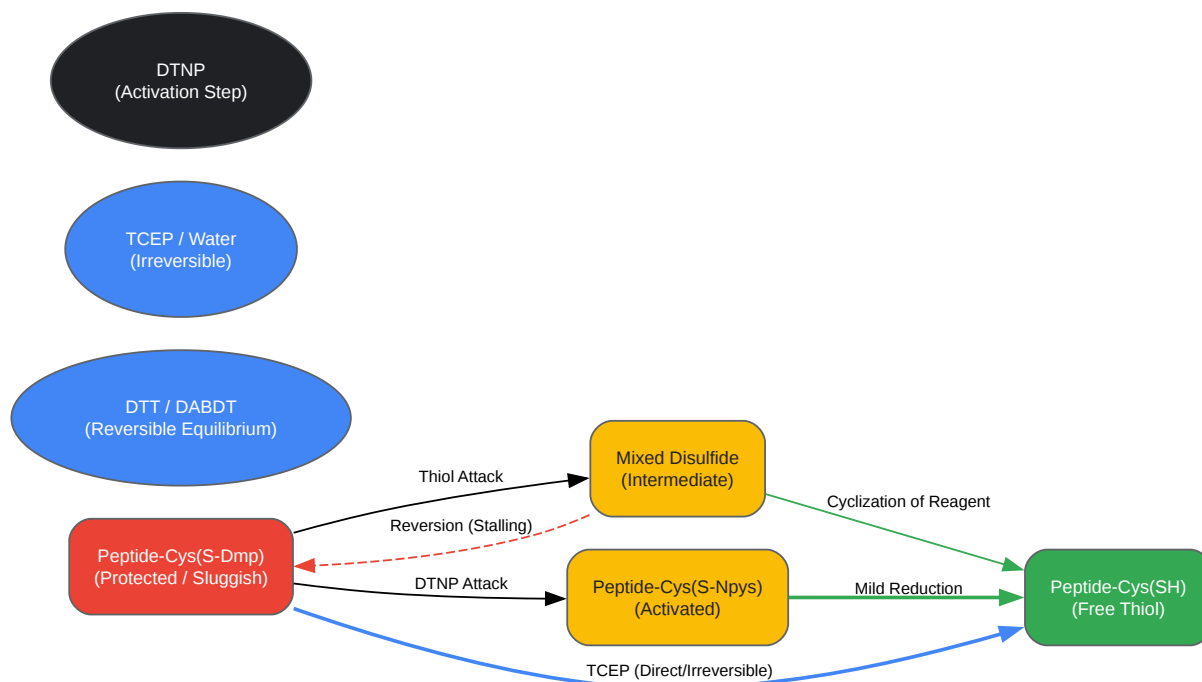 DTNP
(Activation Step)
TCEP / Water
(Irreversible)
DTT / DABDT
(Reversible Equilibrium)
Thiol Attack
Mixed Disulfide
(Intermediate)
Cyclization of Reagent
Reversion (Stalling)
Peptide-Cys(S-Dmp)
(Protected / Sluggish)
DTNP Attack
Peptide-Cys(S-Npys)
(Activated)
Mild Reduction
Peptide-Cys(SH)
(Free Thiol)
TCEP (Direct/Irreversible)